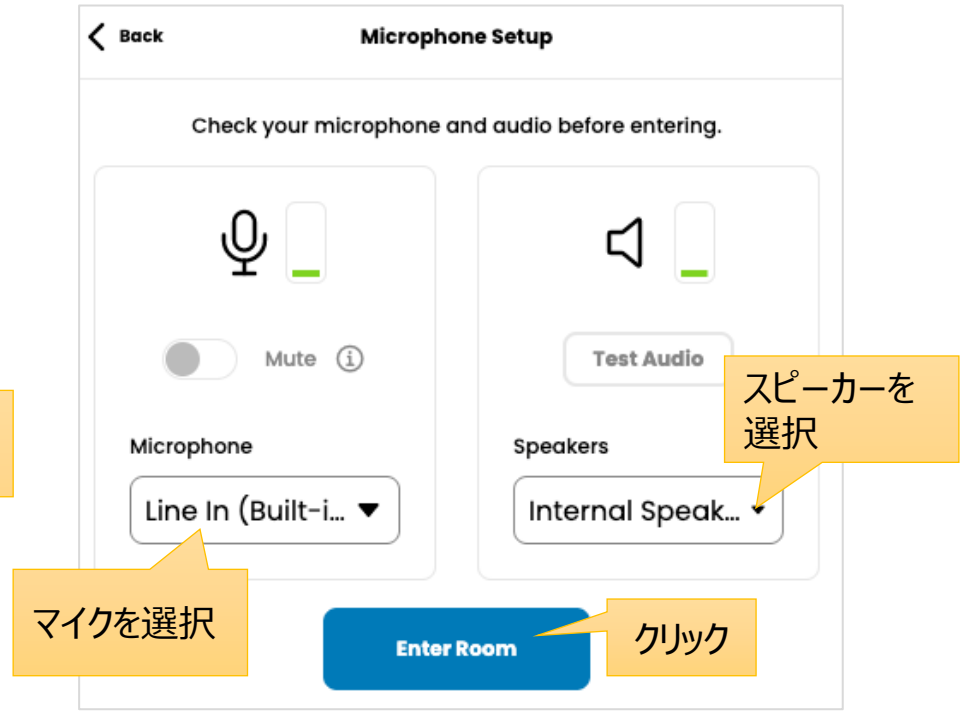 Back
Microphone Setup
Check your microphone and audio before entering.
Mute
Test Audio
スピーカーを
選択
Microphone
Speakers
Line In (Built-i...
Internal Speak...
マイクを選択
Enter Room
クリック